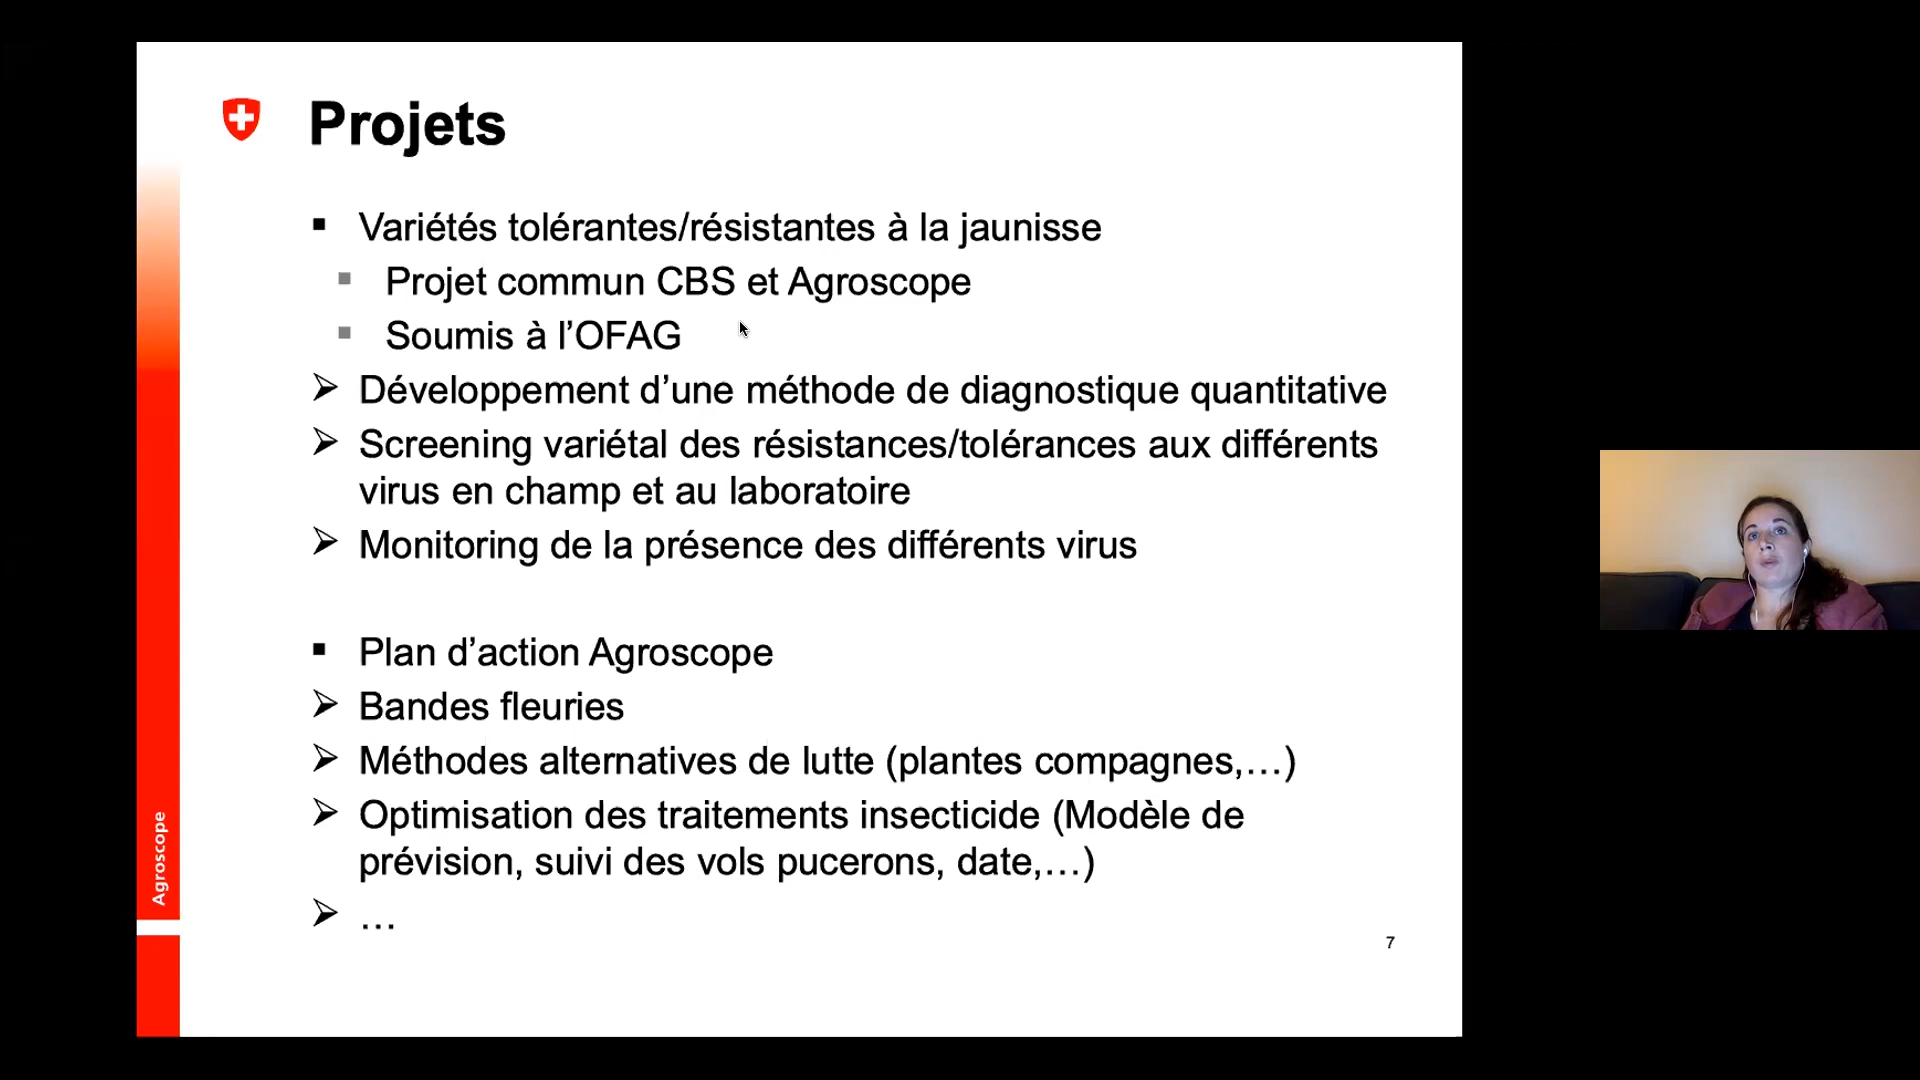 Projets
Variétés tolérantes/résistantes à la jaunisse
Projet commun CBS et Agroscope
Soumis à l’OFAG
Développement d’une méthode de diagnostique quantitative
Screening variétal des résistances/tolérances aux différents
virus en champ et au laboratoire
Monitoring de la présence des différents virus
Plan d’action Agroscope
Bandes fleuries
Méthodes alternatives de lutte (plantes compagnes,…)
Optimisation des traitements insecticide (Modèle de
prévision, suivi des vols pucerons, date,…)
…
7
Agroscope